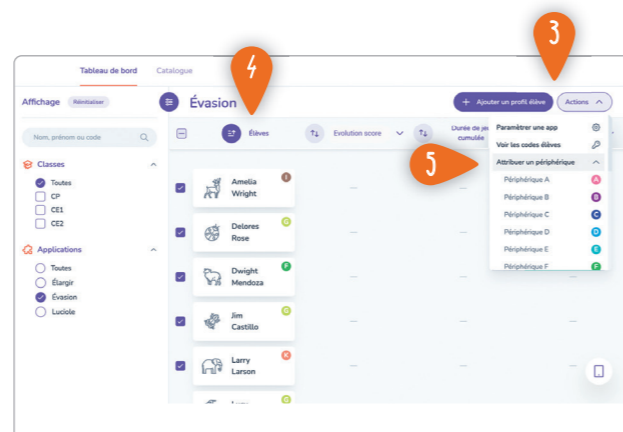 3
Tableau de bord Catalogue
4
Affichage Réinitialiser
Évasion
+ Ajouter un profil élève Actions
Nom, prénom ou code
Élèves Evolution score Durée de jeu cumulée
Paramètrer une app
Voir les codes élèves
5
Attribuer un périphérique
Périphérique A A
Périphérique B B
Périphérique C C
Périphérique D D
Périphérique E E
Périphérique F F
Classes
Toutes
CP
CE1
CE2
Applications
Toutes
Élargir
Évasion
Luciole
Amelia Wright I
— — —
Delores Rose G
— — —
Dwight Mendoza F
— — —
Jim Castillo G
— — —
Larry Larson K
— — —
G